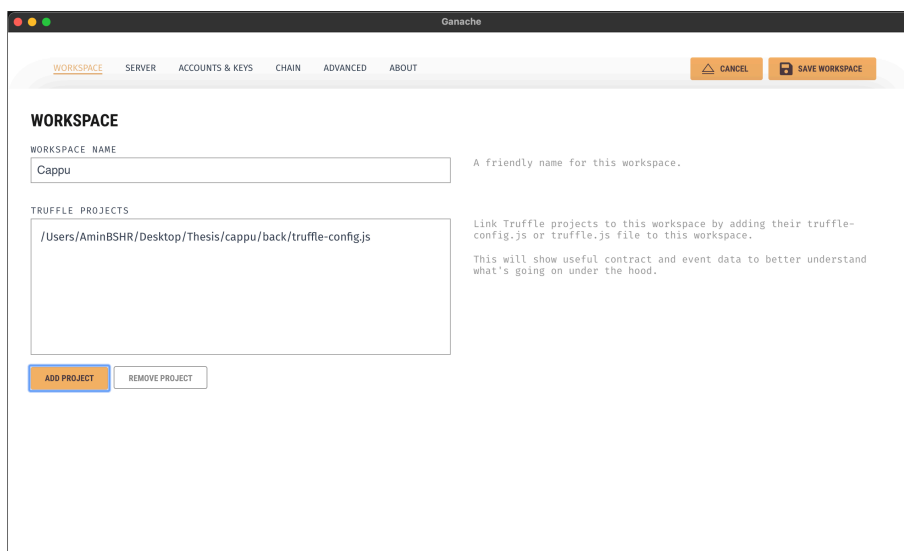 Ganache
WORKSPACE SERVER ACCOUNTS & KEYS CHAIN ADVANCED ABOUT CANCEL SAVE WORKSPACE
WORKSPACE
WORKSPACE NAME
Cappu
A friendly name for this workspace.
TRUFFLE PROJECTS
/Users/AminBSHR/Desktop/Thesis/cappu/back/truffle-config.js
Link Truffle projects to this workspace by adding their truffle-
config.js or truffle.js file to this workspace.
This will show useful contract and event data to better understand
what's going on under the hood.
ADD PROJECT REMOVE PROJECT